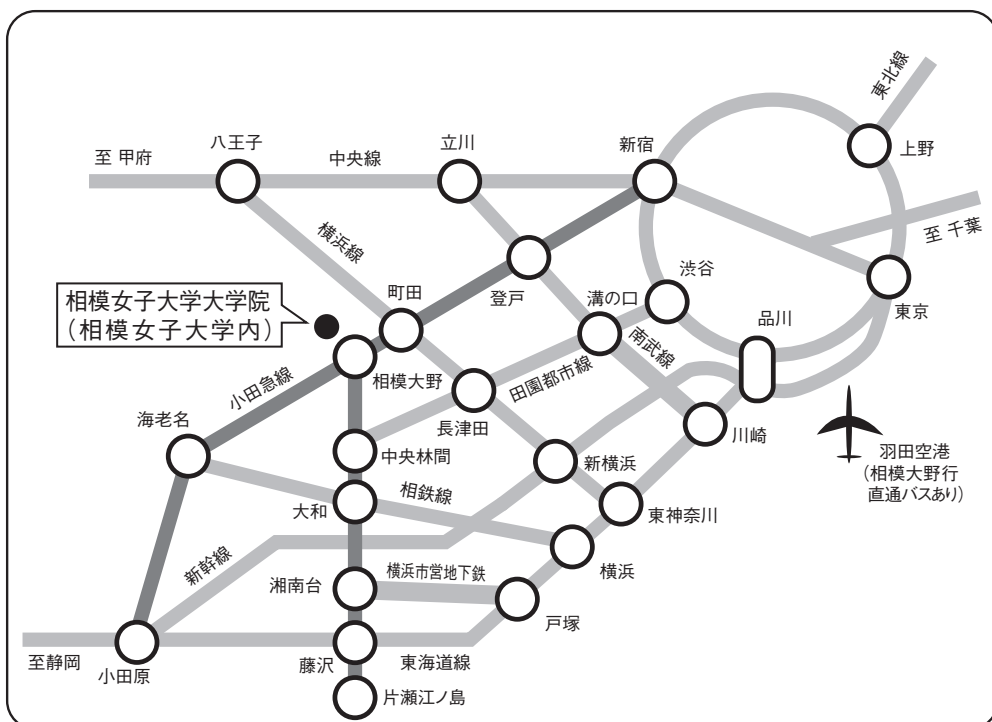 東北線
八王子
立川
新宿
上野
至 甲府
中央線
横浜線
至 千葉
渋谷
登戸
溝の口
町田
東京
品川
相模女子大学大学院
（相模女子大学内）
南武線
相模大野
田園都市線
小田急線
海老名
長津田
川崎
中央林間
新横浜
羽田空港
（相模大野行
直通バスあり）
相鉄線
大和
東神奈川
新幹線
横浜市営地下鉄
横浜
湘南台
戸塚
至静岡
小田原
藤沢
東海道線
片瀬江ノ島